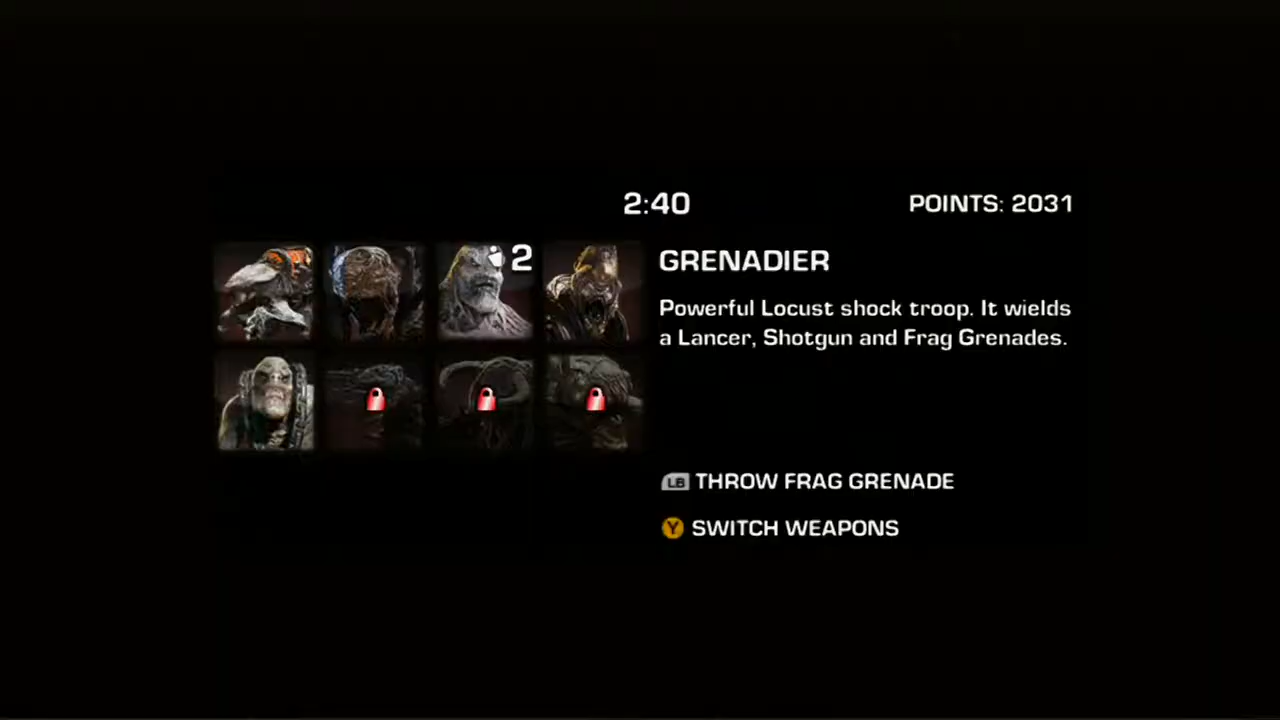 2:40
POINTS: 2031
2
GRENADIER
Powerful Locust shock troop. It wields
a Lancer, Shotgun and Frag Grenades.
LB THROW FRAG GRENADE
Y SWITCH WEAPONS